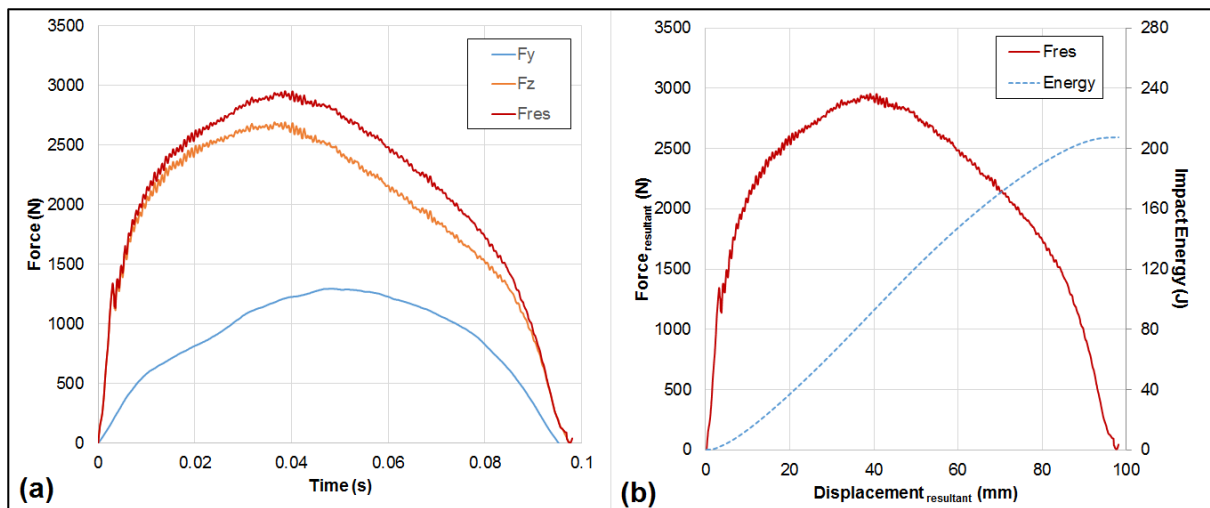 3500
3000
2500
2000
1500
1000
500
0
Force (N)
Fy
Fz
Fres
0 0.02 0.04 0.06 0.08 0.1
Time (s)
(a)
3500
3000
2500
2000
1500
1000
500
0
Force resultant (N)
Fres
Energy
280
240
200
160
120
80
40
0
Impact Energy (J)
0 20 40 60 80 100
Displacement resultant (mm)
(b)